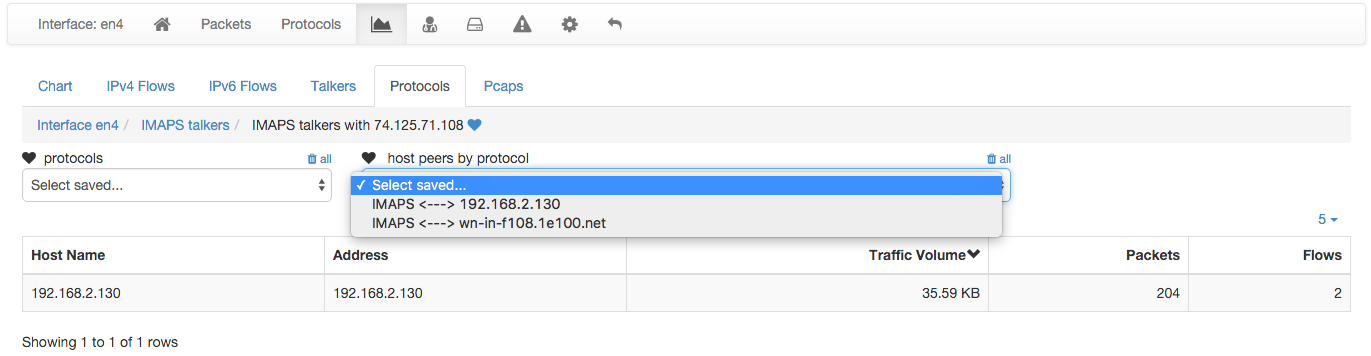 Interface: en4 Packets Protocols
Chart IPv4 Flows IPv6 Flows Talkers Protocols Pcaps
Interface en4 / IMAPS talkers / IMAPS talkers with 74.125.71.108
protocols all host peers by protocol all
Select saved...
✓ Select saved...
IMAPS <---> 192.168.2.130
IMAPS <---> wn-in-f108.1e100.net
5
Host Name Address Traffic Volume Packets Flows
192.168.2.130 192.168.2.130 35.59 KB 204 2
Showing 1 to 1 of 1 rows